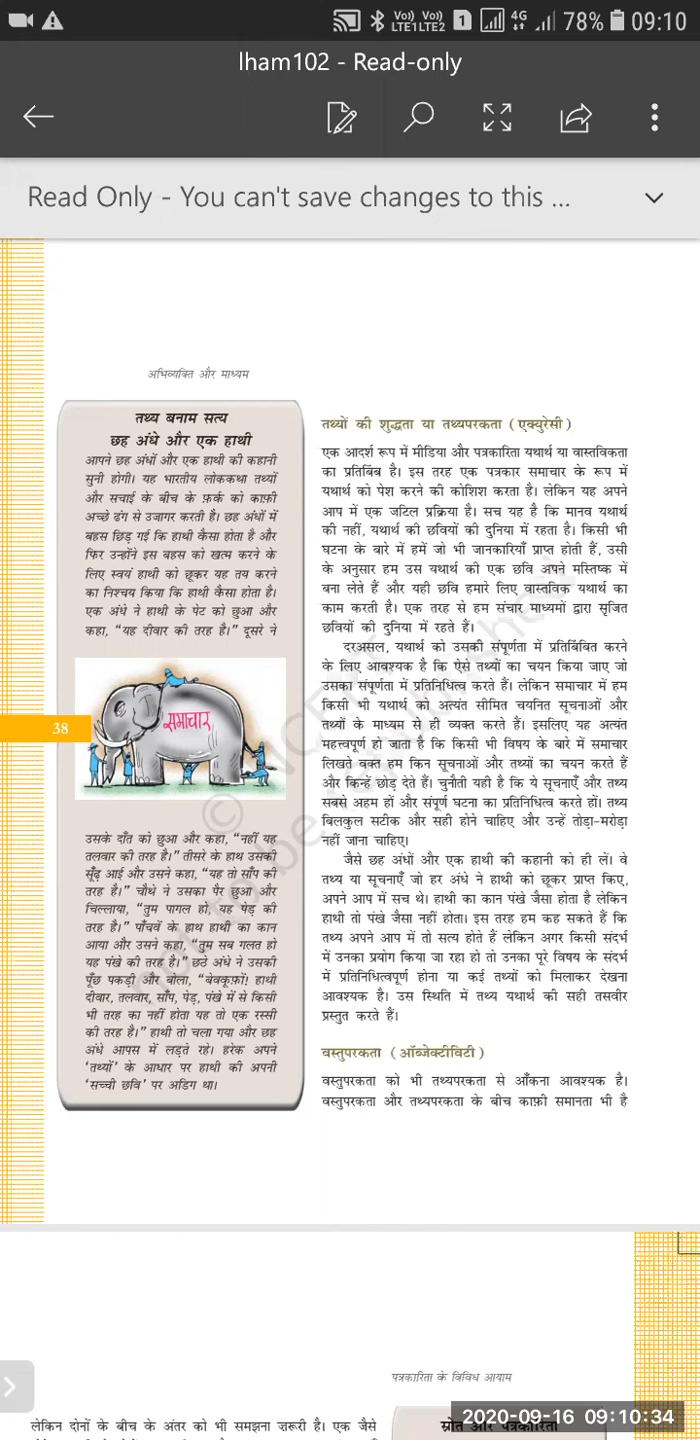 Vo) Vo)
LTE1 LTE2 1 4G 78% 09:10
lham102 - Read-only
Read Only - You can't save changes to this ...
अभिव्यक्ति और माध्यम
तथ्य बनाम सत्य
छह अंधे और एक हाथी
आपने छह अंधों और एक हाथी की कहानी
सुनी होगी। यह भारतीय लोककथा तथ्यों
और सचाई के बीच के फ़र्क को काफ़ी
अच्छे ढंग से उजागर करती है। छह अंधों में
बहस छिड़ गई कि हाथी कैसा होता है और
फिर उन्होंने इस बहस को खत्म करने के
लिए स्वयं हाथी को छूकर यह तय करने
का निश्चय किया कि हाथी कैसा होता है।
एक अंधे ने हाथी के पेट को छुआ और
कहा, “यह दीवार की तरह है।” दूसरे ने
समाचार
38
उसके दाँत को छुआ और कहा, “नहीं यह
तलवार की तरह है।” तीसरे के हाथ उसकी
सूँढ़ आई और उसने कहा, “यह तो साँप की
तरह है।” चौथे ने उसका पैर छुआ और
चिल्लाया, “तुम पागल हो, यह पेड़ की
तरह है।” पाँचवें के हाथ हाथी का कान
आया और उसने कहा, “तुम सब गलत हो
यह पंखे की तरह है।” छठे अंधे ने उसकी
पूँछ पकड़ी और बोला, “बेवकूफ़ों! हाथी
दीवार, तलवार, साँप, पेड़, पंखे में से किसी
भी तरह का नहीं होता यह तो एक रस्सी
की तरह है।” हाथी तो चला गया और छह
अंधे आपस में लड़ते रहे। हरेक अपने
‘तथ्यों’ के आधार पर हाथी की अपनी
‘सच्ची छवि’ पर अडिग था।
तथ्यों की शुद्धता या तथ्यपरकता (एक्युरेसी)
एक आदर्श रूप में मीडिया और पत्रकारिता यथार्थ या वास्तविकता
का प्रतिबिंब है। इस तरह एक पत्रकार समाचार के रूप में
यथार्थ को पेश करने की कोशिश करता है। लेकिन यह अपने
आप में एक जटिल प्रक्रिया है। सच यह है कि मानव यथार्थ
की नहीं, यथार्थ की छवियों की दुनिया में रहता है। किसी भी
घटना के बारे में हमें जो भी जानकारियाँ प्राप्त होती हैं, उसी
के अनुसार हम उस यथार्थ की एक छवि अपने मस्तिष्क में
बना लेते हैं और यही छवि हमारे लिए वास्तविक यथार्थ का
काम करती है। एक तरह से हम संचार माध्यमों द्वारा सृजित
छवियों की दुनिया में रहते हैं।
दरअसल, यथार्थ को उसकी संपूर्णता में प्रतिबिंबित करने
के लिए आवश्यक है कि ऐसे तथ्यों का चयन किया जाए जो
उसका संपूर्णता में प्रतिनिधित्व करते हैं। लेकिन समाचार में हम
किसी भी यथार्थ को अत्यंत सीमित चयनित सूचनाओं और
तथ्यों के माध्यम से ही व्यक्त करते हैं। इसलिए यह अत्यंत
महत्त्वपूर्ण हो जाता है कि किसी भी विषय के बारे में समाचार
लिखते वक्त हम किन सूचनाओं और तथ्यों का चयन करते हैं
और किन्हें छोड़ देते हैं। चुनौती यही है कि ये सूचनाएँ और तथ्य
सबसे अहम हों और संपूर्ण घटना का प्रतिनिधित्व करते हों। तथ्य
बिलकुल सटीक और सही होने चाहिए और उन्हें तोड़ा-मरोड़ा
नहीं जाना चाहिए।
जैसे छह अंधों और एक हाथी की कहानी को ही लें। वे
तथ्य या सूचनाएँ जो हर अंधे ने हाथी को छूकर प्राप्त किए,
अपने आप में सच थे। हाथी का कान पंखे जैसा होता है लेकिन
हाथी तो पंखे जैसा नहीं होता। इस तरह हम कह सकते हैं कि
तथ्य अपने आप में तो सत्य होते हैं लेकिन अगर किसी संदर्भ
में उनका प्रयोग किया जा रहा हो तो उनका पूरे विषय के संदर्भ
में प्रतिनिधित्वपूर्ण होना या कई तथ्यों को मिलाकर देखना
आवश्यक है। उस स्थिति में तथ्य यथार्थ की सही तसवीर
प्रस्तुत करते हैं।
वस्तुपरकता (ऑब्जेक्टीविटी)
वस्तुपरकता को भी तथ्यपरकता से आँकना आवश्यक है।
वस्तुपरकता और तथ्यपरकता के बीच काफ़ी समानता भी है
© NCERT
not to be republished
पत्रकारिता के विविध आयाम
लेकिन दोनों के बीच के अंतर को भी समझना ज़रूरी है। एक जैसे
स्रोत और पत्रकारिता
2020-09-16 09:10:34